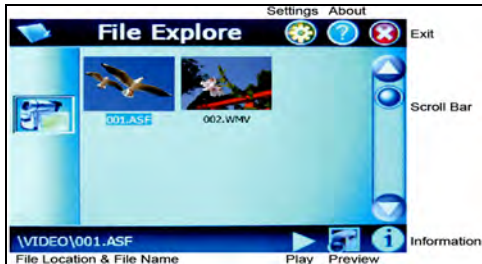 Settings About
File Explore
Exit
Scroll Bar
001.ASF 002.WMV
\VIDEO\001.ASF
Information
File Location & File Name Play Preview